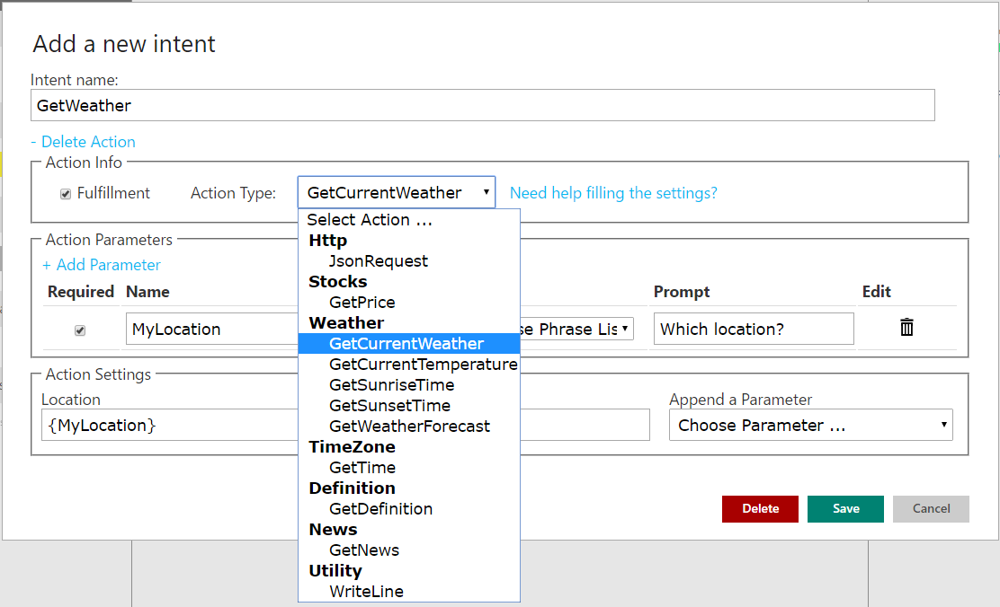 Add a new intent
Intent name:
GetWeather
- Delete Action
Action Info
Fulfillment Action Type: GetCurrentWeather Need help filling the settings?
Select Action ...
Http
JsonRequest
Stocks
GetPrice
Weather
GetCurrentWeather
GetCurrentTemperature
GetSunriseTime
GetSunsetTime
GetWeatherForecast
TimeZone
GetTime
Definition
GetDefinition
News
GetNews
Utility
WriteLine
Action Parameters
+ Add Parameter
Required Name Prompt Edit
MyLocation se Phrase Lis Which location?
Action Settings
Location Append a Parameter
{MyLocation} Choose Parameter ...
Delete Save Cancel